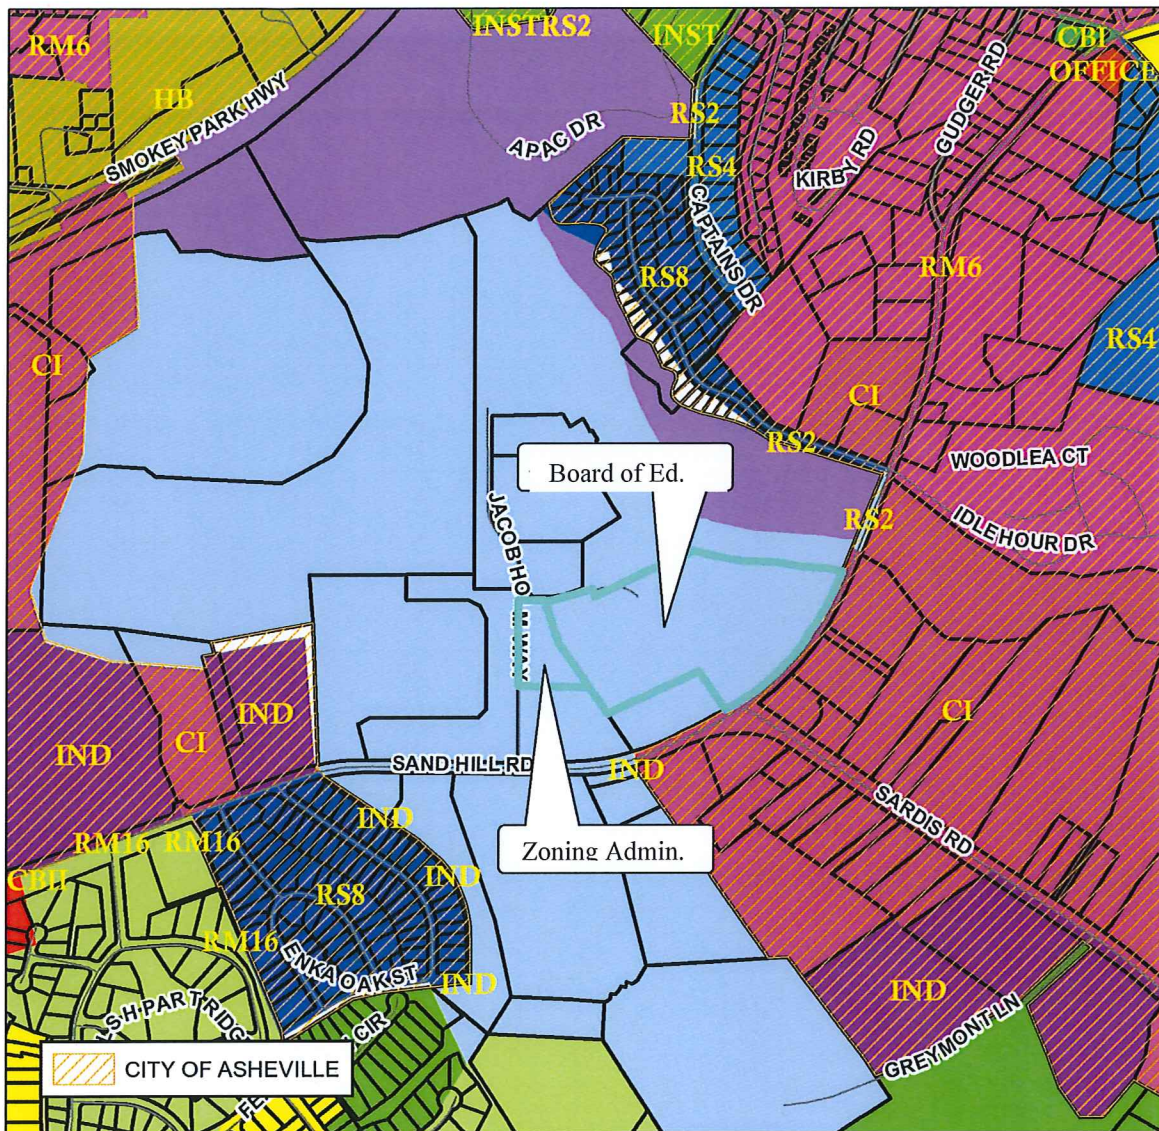 INSTRS2
INST
CBI
OFFICE
RM6
HB
SMOKEY PARK HWY
APAC DR
RS2
RS4
KIRBY RD
GUDGER RD
CAPTAINS DR
RS8
RM6
RS4
CI
CI
RS2
WOODLEA CT
IDLEHOUR DR
RS2
Board of Ed.
JACOB HO
M WAY
IND
IND
CI
CI
SAND HILL RD
IND
SARDIS RD
Zoning Admin.
RM16
RM16
IND
IND
CBII
RS8
RM16
ENKA OAK ST
IND
IND
GREYMONT LN
CIR
CITY OF ASHEVILLE